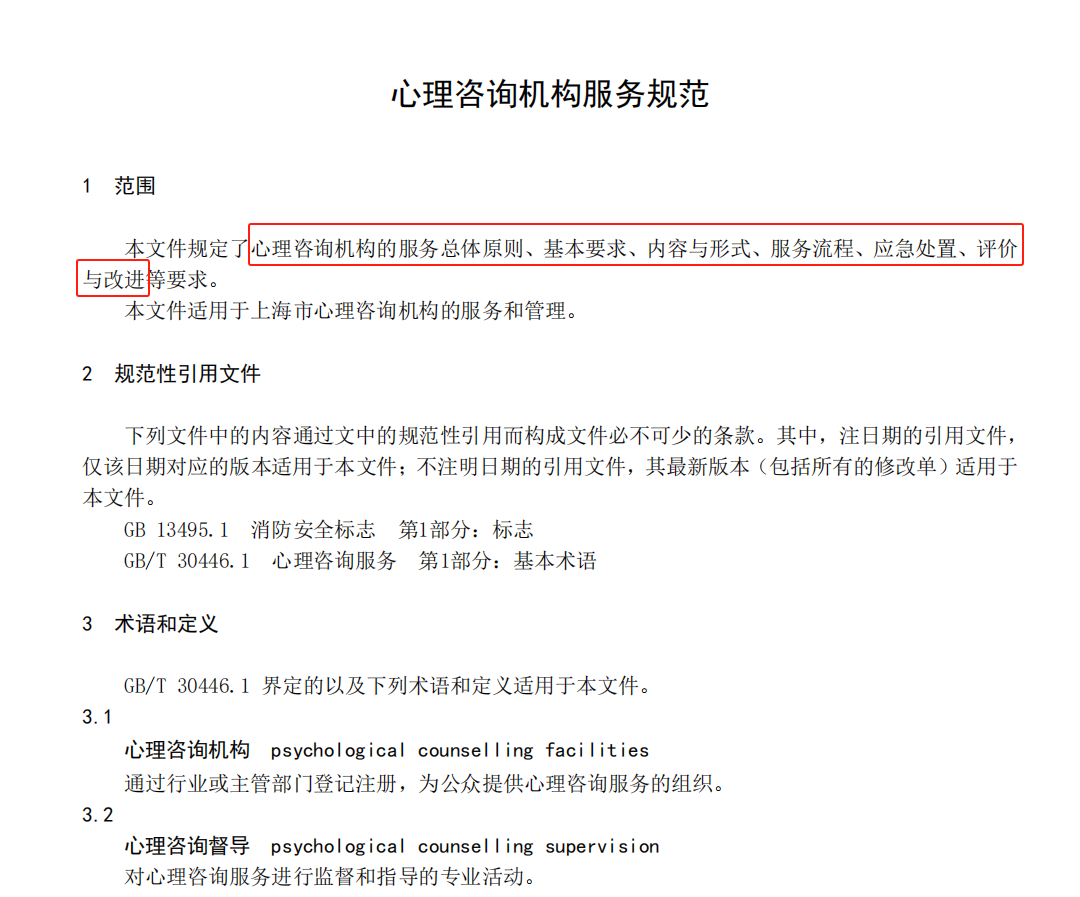 心理咨询机构服务规范
1 范围
本文件规定了心理咨询机构的服务总体原则、基本要求、内容与形式、服务流程、应急处置、评价
与改进等要求。
本文件适用于上海市心理咨询机构的服务和管理。
2 规范性引用文件
下列文件中的内容通过文中的规范性引用而构成文件必不可少的条款。其中，注日期的引用文件，
仅该日期对应的版本适用于本文件；不注明日期的引用文件，其最新版本（包括所有的修改单）适用于
本文件。
GB 13495.1 消防安全标志 第1部分：标志
GB/T 30446.1 心理咨询服务 第1部分：基本术语
3 术语和定义
GB/T 30446.1 界定的以及下列术语和定义适用于本文件。
3.1
心理咨询机构 psychological counselling facilities
通过行业或主管部门登记注册，为公众提供心理咨询服务的组织。
3.2
心理咨询督导 psychological counselling supervision
对心理咨询服务进行监督和指导的专业活动。